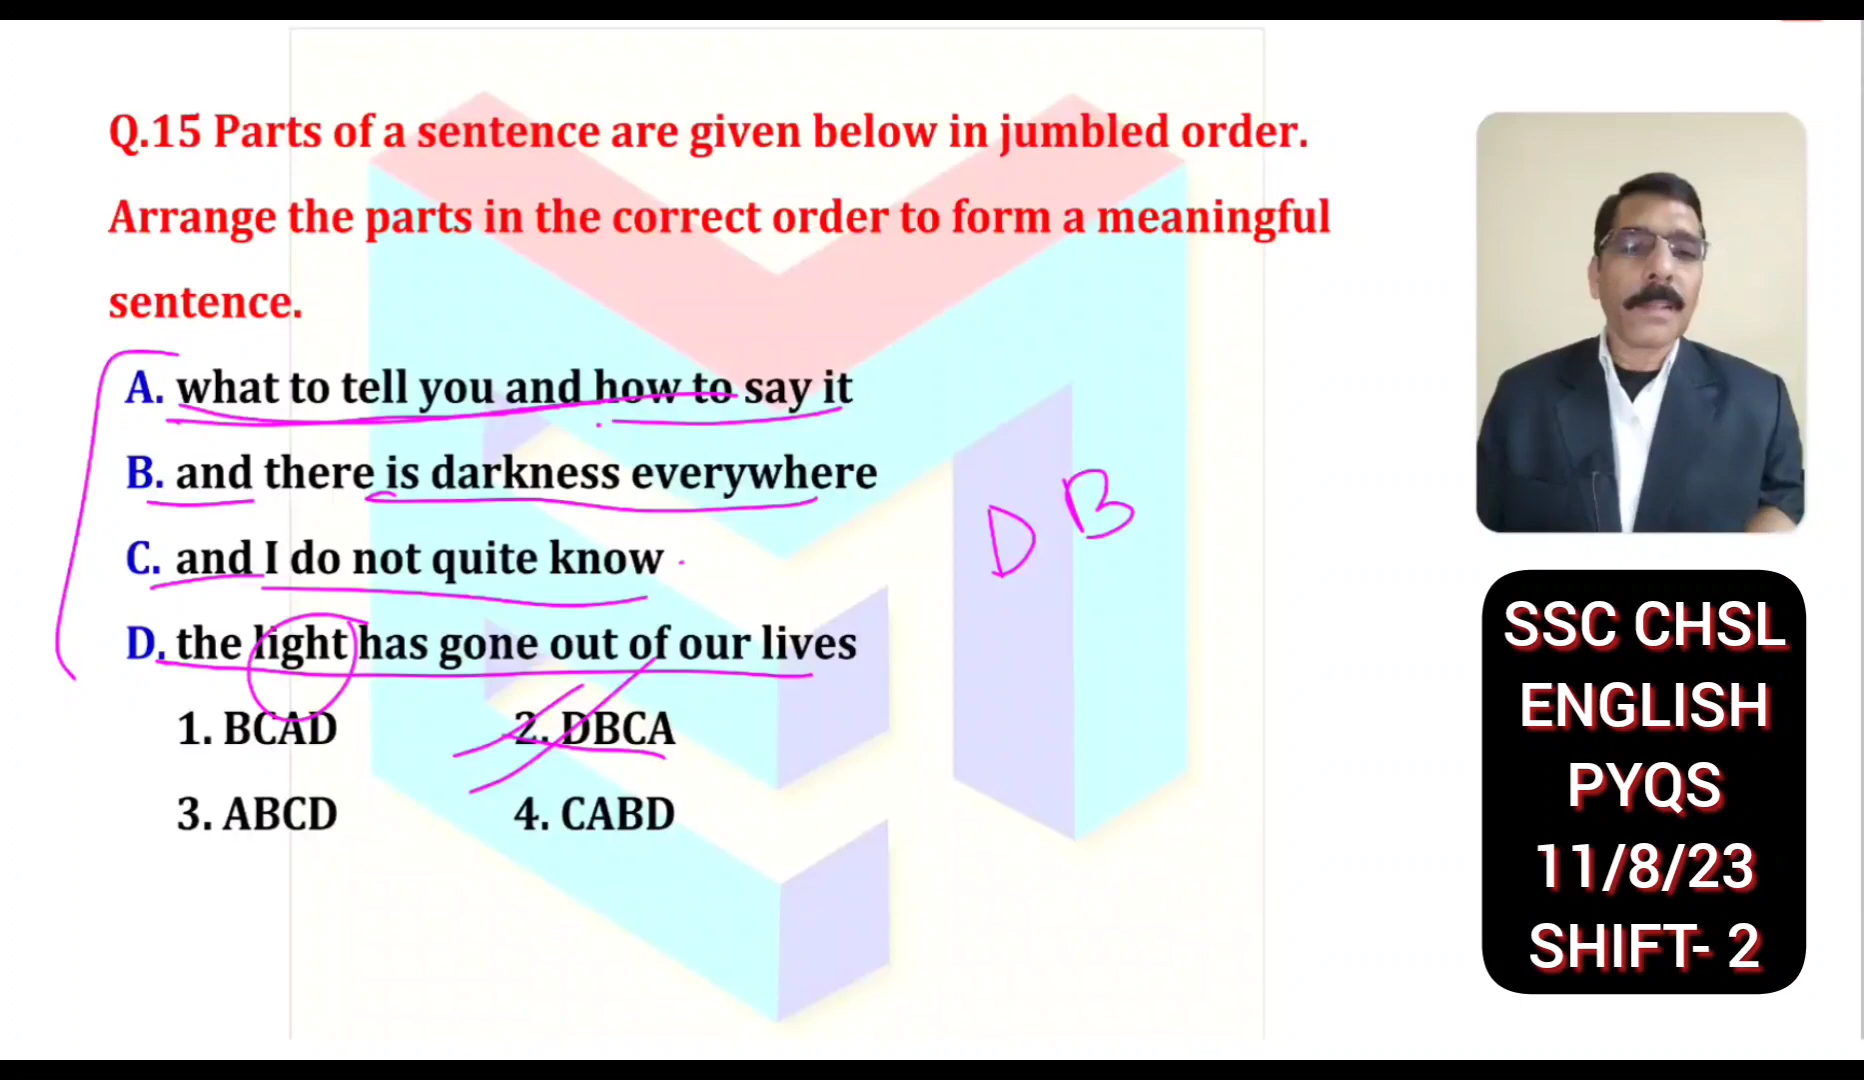 Q.15 Parts of a sentence are given below in jumbled order.
Arrange the parts in the correct order to form a meaningful
sentence.
A. what to tell you and how to say it
B. and there is darkness everywhere
C. and I do not quite know
D. the light has gone out of our lives
1. BCAD 2. DBCA
3. ABCD 4. CABD
D B
SSC CHSL
ENGLISH
PYQS
11/8/23
SHIFT- 2